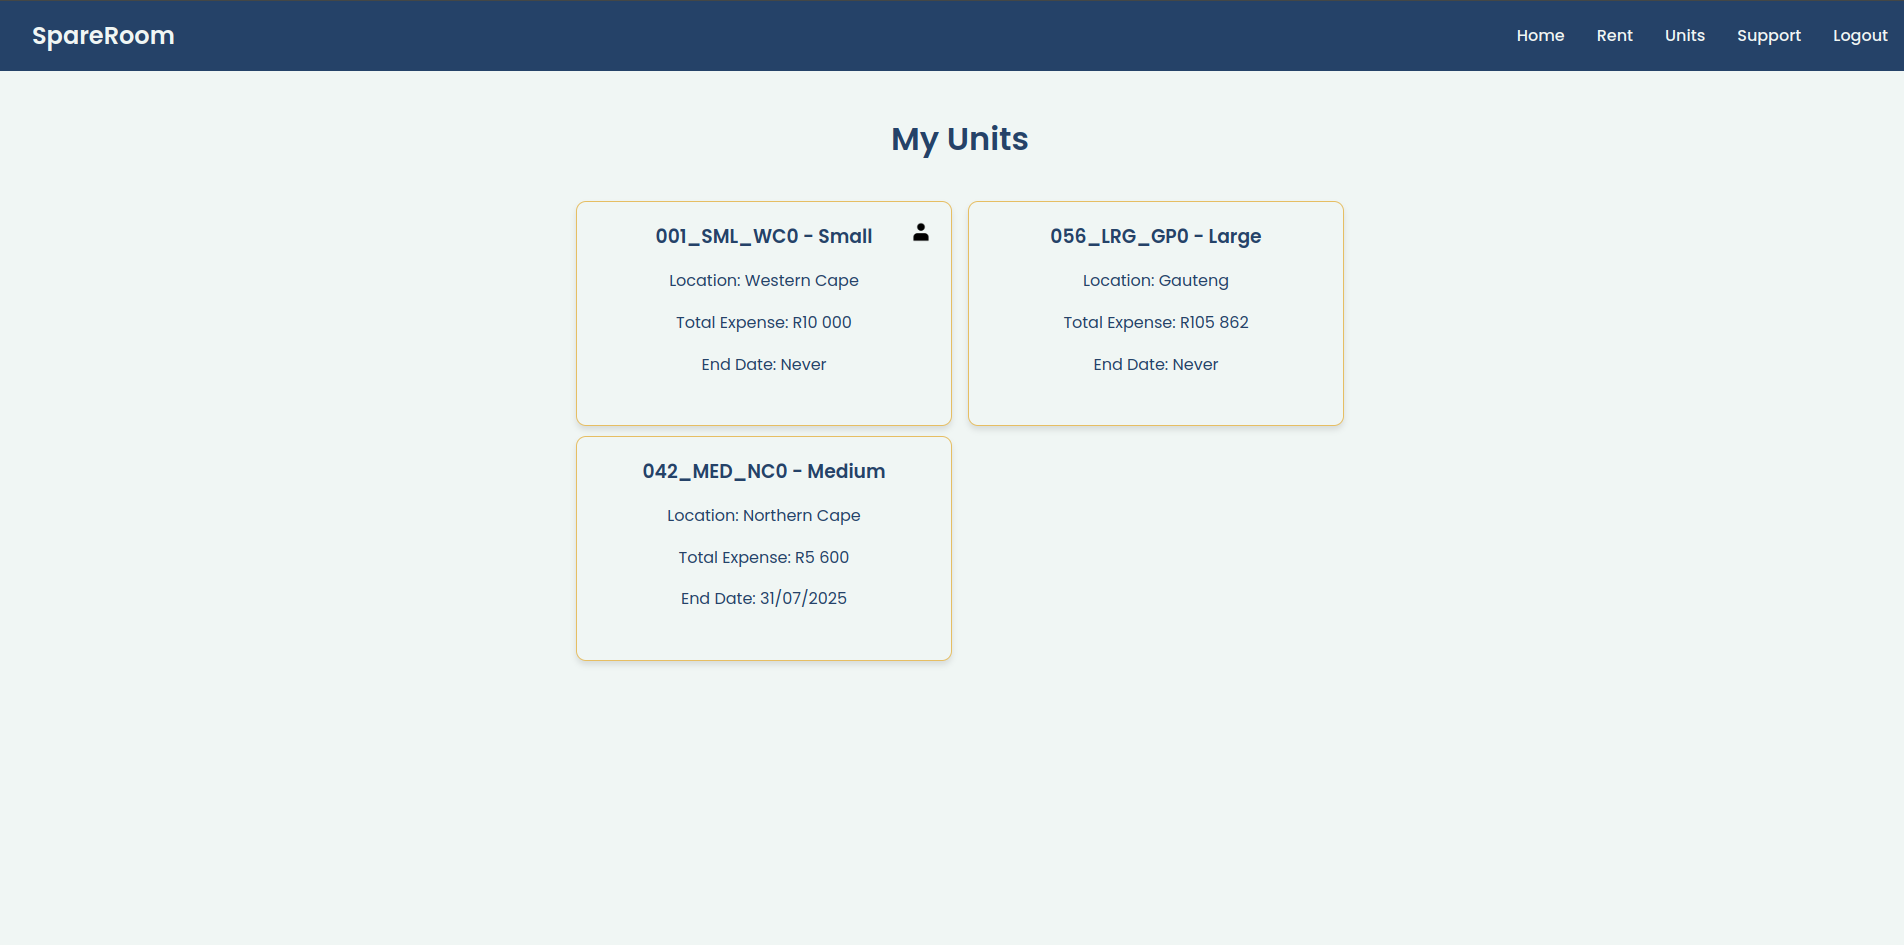 SpareRoom
Home Rent Units Support Logout
My Units
001_SML_WC0 - Small
Location: Western Cape
Total Expense: R10 000
End Date: Never
056_LRG_GP0 - Large
Location: Gauteng
Total Expense: R105 862
End Date: Never
042_MED_NC0 - Medium
Location: Northern Cape
Total Expense: R5 600
End Date: 31/07/2025